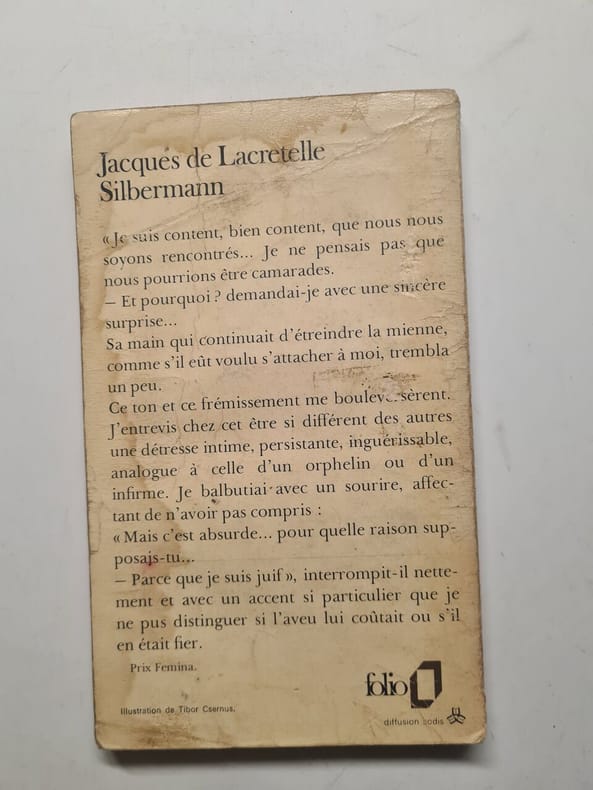 Jacques de Lacretelle
Silbermann
« Je suis content, bien content, que nous nous
soyons rencontrés... Je ne pensais pas que
nous pourrions être camarades.
– Et pourquoi ? demandai-je avec une sincère
surprise...
Sa main qui continuait d'étreindre la mienne,
comme s'il eût voulu s'attacher à moi, trembla
un peu.
Ce ton et ce frémissement me bouleversèrent.
J'entrevis chez cet être si différent des autres
une détresse intime, persistante, inguérissable,
analogue à celle d'un orphelin ou d'un
infirme. Je balbutiai avec un sourire, affec-
tant de n'avoir pas compris :
« Mais c'est absurde... pour quelle raison sup-
posais-tu...
– Parce que je suis juif », interrompit-il nette-
ment et avec un accent si particulier que je
ne pus distinguer si l'aveu lui coûtait ou s'il
en était fier.
Prix Femina.
folio
Illustration de Tibor Csernus.
diffusion sodis